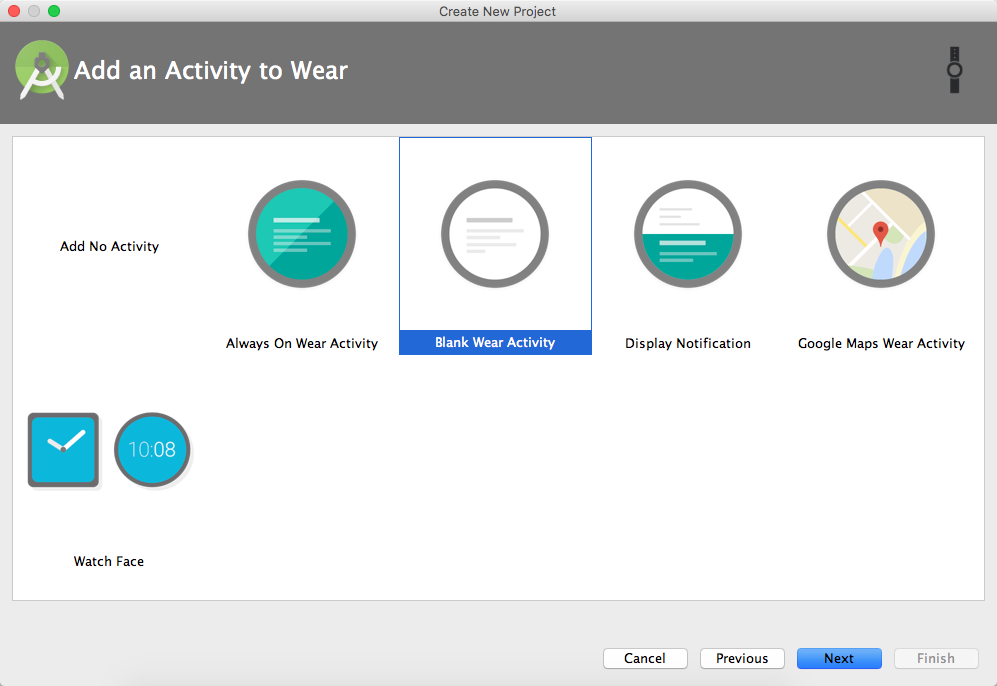 Create New Project
Add an Activity to Wear
Add No Activity
Always On Wear Activity
Blank Wear Activity
Display Notification
Google Maps Wear Activity
10:08
Watch Face
Cancel
Previous
Next
Finish